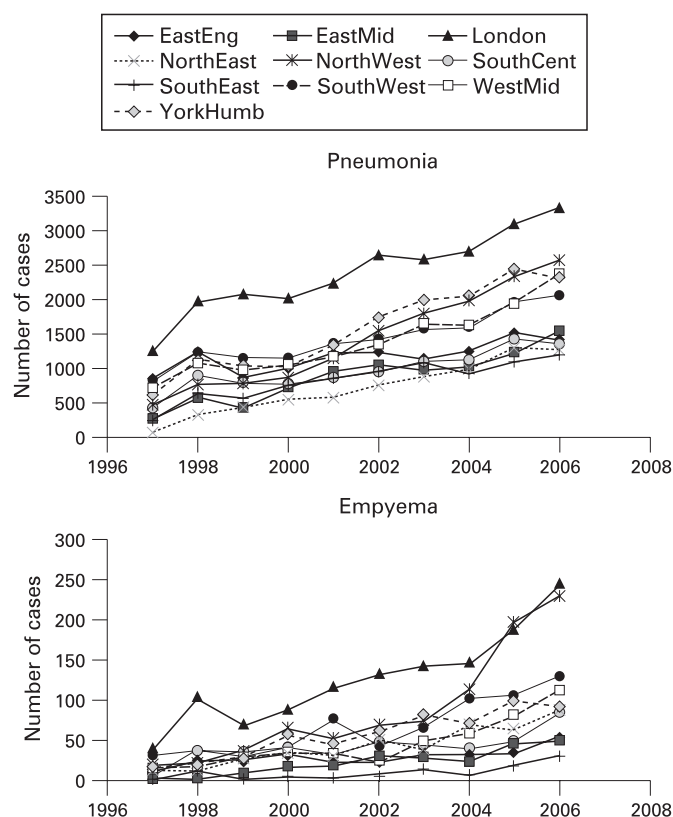 EastEng EastMid London
NorthEast NorthWest SouthCent
SouthEast SouthWest WestMid
YorkHumb
Pneumonia
Number of cases
3500
3000
2500
2000
1500
1000
500
0
1996 1998 2000 2002 2004 2006 2008
Empyema
Number of cases
300
250
200
150
100
50
0
1996 1998 2000 2002 2004 2006 2008